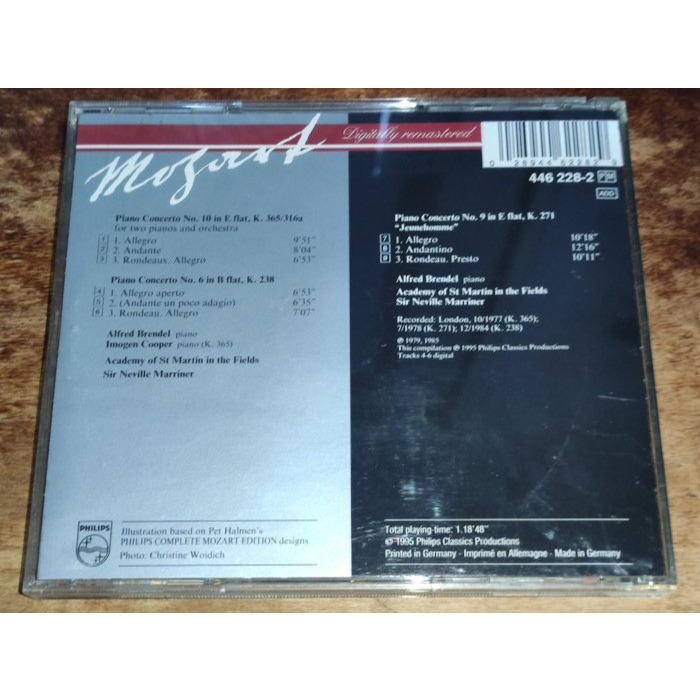 Mozart
Digitally remastered
0 28944 62282 9
446 228-2 PM
ADD
Piano Concerto No. 10 in E flat, K. 365/316a
for two pianos and orchestra
1 1. Allegro 9'51"
2 2. Andante 8'04"
3 3. Rondeaux. Allegro 6'53"
Piano Concerto No. 6 in B flat, K. 238
4 1. Allegro aperto 6'53"
5 2. (Andante un poco adagio) 6'35"
6 3. Rondeau. Allegro 7'07"
Alfred Brendel piano
Imogen Cooper piano (K. 365)
Academy of St Martin in the Fields
Sir Neville Marriner
Piano Concerto No. 9 in E flat, K. 271
"Jeunehomme"
7 1. Allegro 10'18"
8 2. Andantino 12'16"
9 3. Rondeau. Presto 10'11"
Alfred Brendel piano
Academy of St Martin in the Fields
Sir Neville Marriner
Recorded: London, 10/1977 (K. 365);
7/1978 (K. 271); 12/1984 (K. 238)
℗ 1979, 1985
This compilation ℗ 1995 Philips Classics Productions
Tracks 4-6 digital
PHILIPS
Illustration based on Pet Halmen's
PHILIPS COMPLETE MOZART EDITION designs
Photo: Christine Woidich
Total playing-time: 1.18'48"
© 1995 Philips Classics Productions
Printed in Germany - Imprimé en Allemagne - Made in Germany